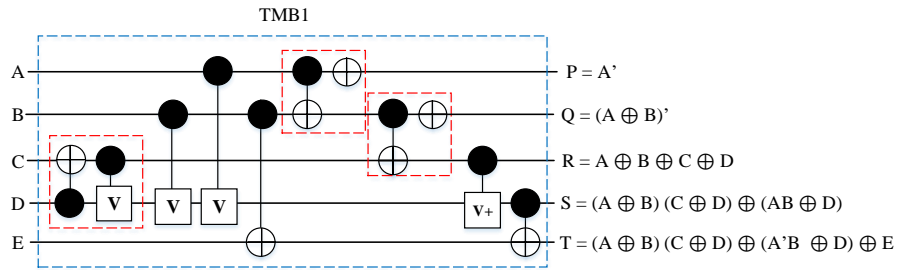 TMB1
A P = A’
B Q = (A ⊕ B)’
C R = A ⊕ B ⊕ C ⊕ D
D V V V V+ S = (A ⊕ B) (C ⊕ D) ⊕ (AB ⊕ D)
E T = (A ⊕ B) (C ⊕ D) ⊕ (A’B ⊕ D) ⊕ E